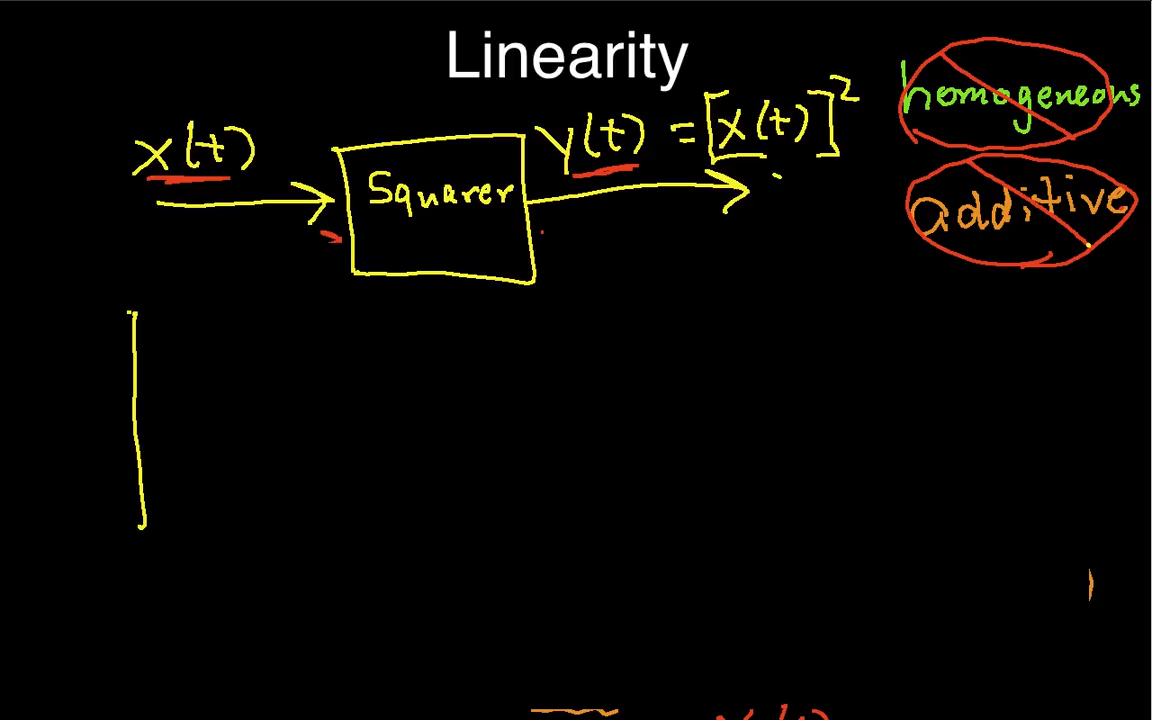 Linearity
homogeneous
x(t)
Squarer
y(t) = [x(t)]²
additive